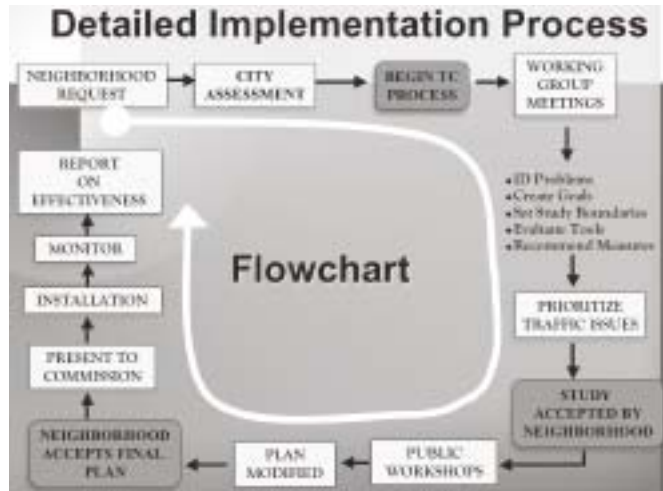 Detailed Implementation Process
NEIGHBORHOOD
REQUEST
CITY
ASSESSMENT
BEGIN TC
PROCESS
WORKING
GROUP
MEETINGS
• ID Problems
• Create Goals
• Set Study Boundaries
• Evaluate Tools
• Recommend Measures
PRIORITIZE
TRAFFIC ISSUES
STUDY
ACCEPTED BY
NEIGHBORHOOD
PUBLIC
WORKSHOPS
PLAN
MODIFIED
NEIGHBORHOOD
ACCEPTS FINAL
PLAN
PRESENT TO
COMMISSION
INSTALLATION
MONITOR
REPORT
ON
EFFECTIVENESS
Flowchart